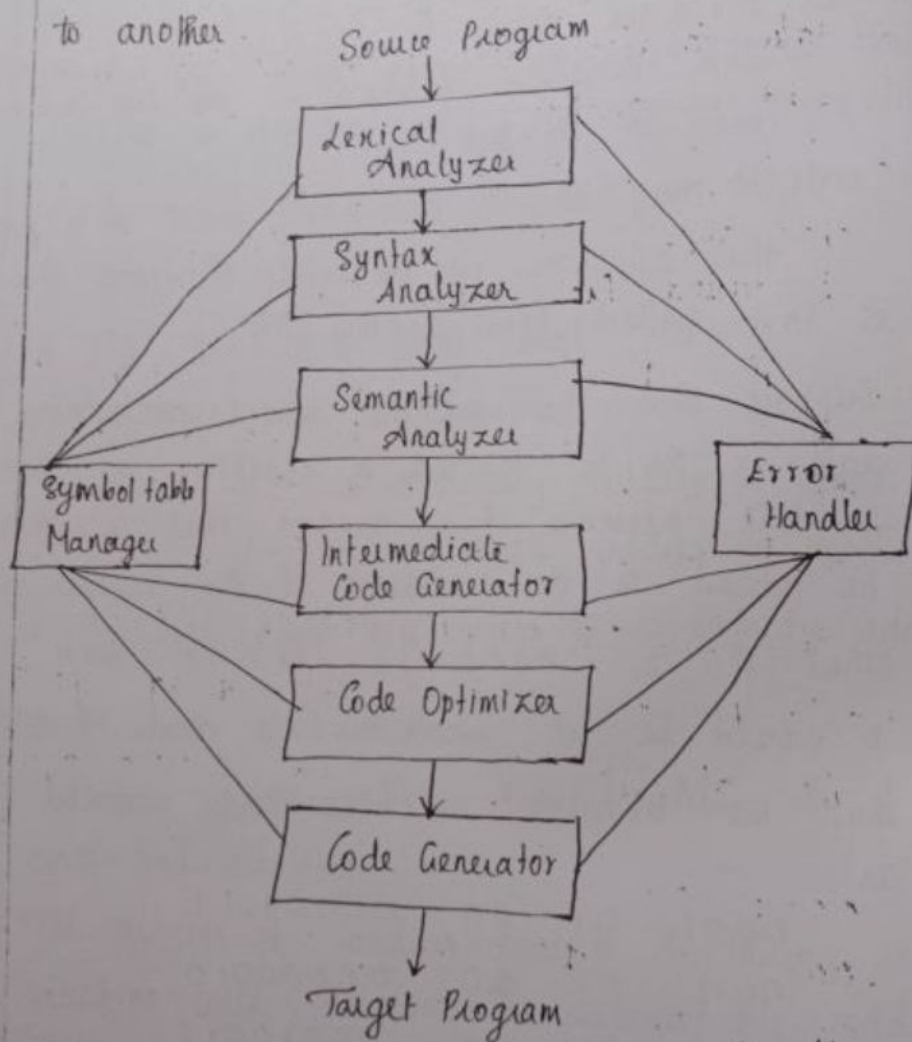 to another
Source Program
Lexical
Analyzer
Syntax
Analyzer
Semantic
Analyzer
Symbol table
Manager
Error
Handler
Intermediate
Code Generator
Code Optimizer
Code Generator
Target Program